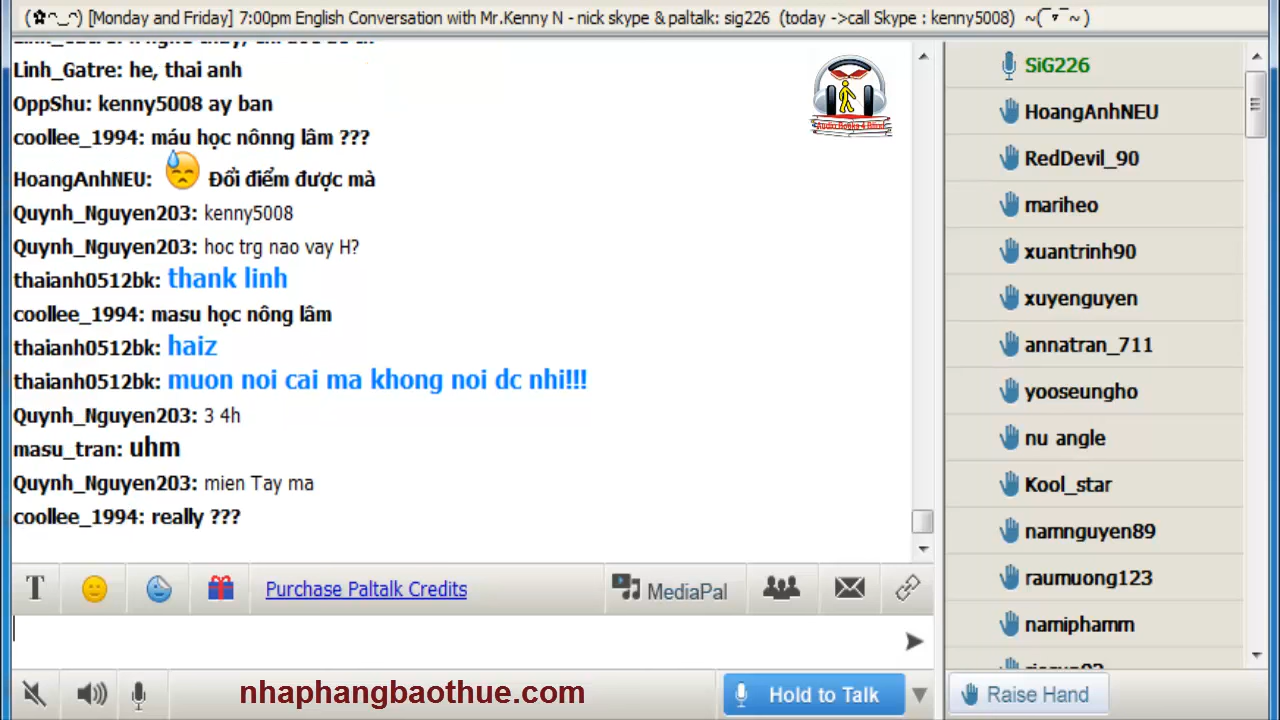 (✿◠‿◠) [Monday and Friday] 7:00pm English Conversation with Mr.Kenny N - nick skype & paltalk: sig226 (today ->call Skype : kenny5008) ~(‾▾‾~)
Linh_Gatre: he, thai anh
OppShu: kenny5008 ay ban
coollee_1994: máu học nônng lâm ???
HoangAnhNEU: Đổi điểm được mà
Quynh_Nguyen203: kenny5008
Quynh_Nguyen203: hoc trg nao vay H?
thaianh0512bk: thank linh
coollee_1994: masu học nông lâm
thaianh0512bk: haiz
thaianh0512bk: muon noi cai ma khong noi dc nhi!!!
Quynh_Nguyen203: 3 4h
masu_tran: uhm
Quynh_Nguyen203: mien Tay ma
coollee_1994: really ???
T
Purchase Paltalk Credits
MediaPal
nhaphangbaothue.com
Hold to Talk
SiG226
HoangAnhNEU
RedDevil_90
mariheo
xuantrinh90
xuyenguyen
annatran_711
yooseungho
nu angle
Kool_star
namnguyen89
raumuong123
namiphamm
Raise Hand